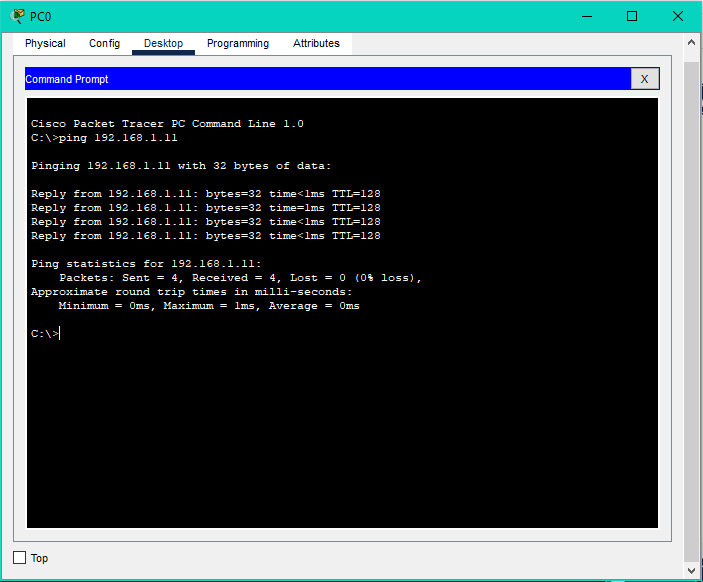 PC0
Physical Config Desktop Programming Attributes
Command Prompt X
Cisco Packet Tracer PC Command Line 1.0
C:\>ping 192.168.1.11
Pinging 192.168.1.11 with 32 bytes of data:
Reply from 192.168.1.11: bytes=32 time<1ms TTL=128
Reply from 192.168.1.11: bytes=32 time=1ms TTL=128
Reply from 192.168.1.11: bytes=32 time<1ms TTL=128
Reply from 192.168.1.11: bytes=32 time<1ms TTL=128
Ping statistics for 192.168.1.11:
Packets: Sent = 4, Received = 4, Lost = 0 (0% loss),
Approximate round trip times in milli-seconds:
Minimum = 0ms, Maximum = 1ms, Average = 0ms
C:\>
Top